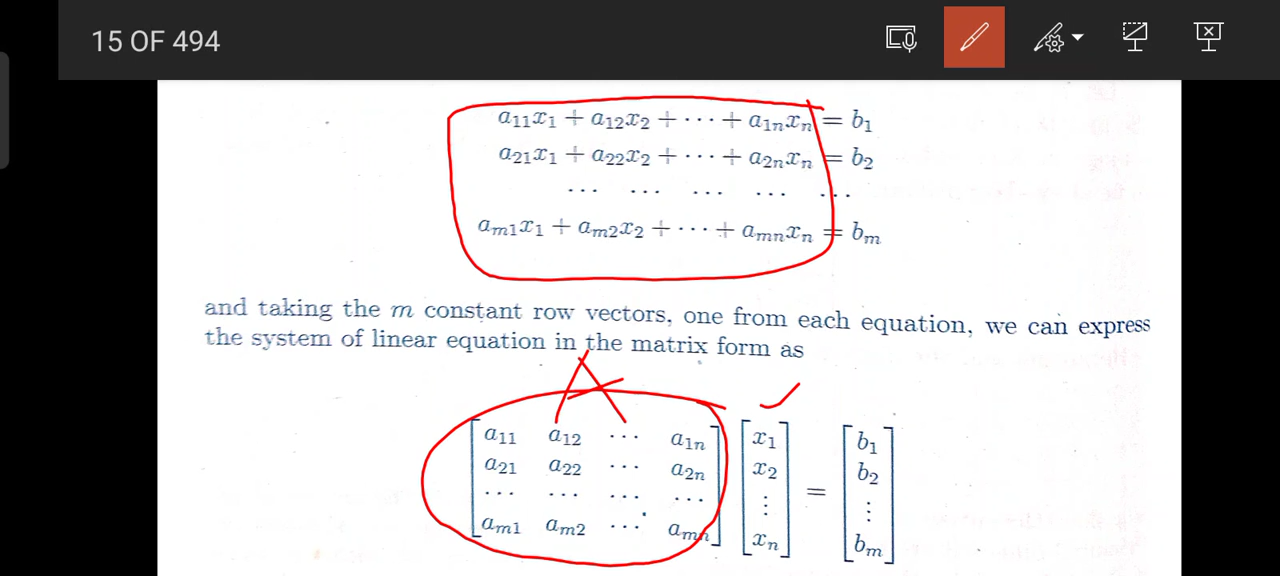 15 OF 494
a₁₁x₁ + a₁₂x₂ + ··· + a₁ₙxₙ = b₁
a₂₁x₁ + a₂₂x₂ + ··· + a₂ₙxₙ = b₂
··· ··· ··· ··· ···
aₘ₁x₁ + aₘ₂x₂ + ··· + aₘₙxₙ = bₘ
and taking the m constant row vectors, one from each equation, we can express
the system of linear equation in the matrix form as
A
[a₁₁ a₁₂ ··· a₁ₙ] [x₁] [b₁]
[a₂₁ a₂₂ ··· a₂ₙ] [x₂] = [b₂]
[··· ··· ··· ···] [⋮] [⋮]
[aₘ₁ aₘ₂ ··· aₘₙ] [xₙ] [bₘ]